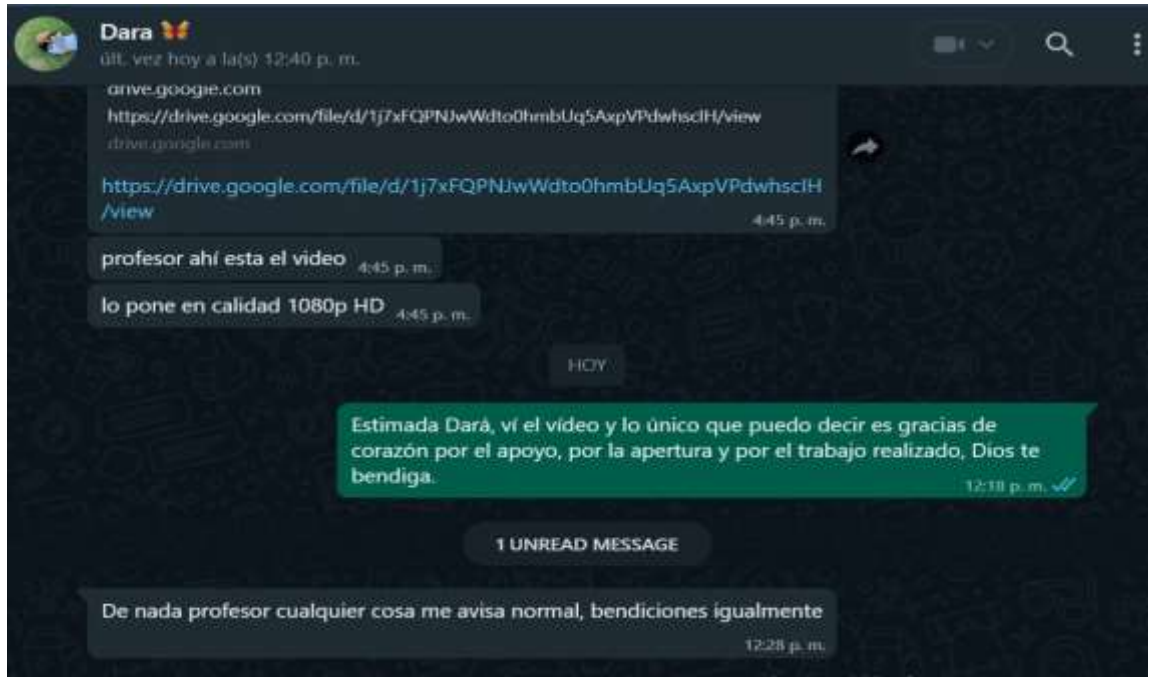 Dara
últ. vez hoy a la(s) 12:40 p. m.
drive.google.com
https://drive.google.com/file/d/1j7xFQPNJwWdto0hmbUq5AxpVPdwhscIH/view
drive.google.com
https://drive.google.com/file/d/1j7xFQPNJwWdto0hmbUq5AxpVPdwhscIH
/view
4:45 p. m.
profesor ahí esta el video
4:45 p. m.
lo pone en calidad 1080p HD
4:45 p. m.
HOY
Estimada Dará, ví el vídeo y lo único que puedo decir es gracias de
corazón por el apoyo, por la apertura y por el trabajo realizado, Dios te
bendiga.
12:18 p. m.
1 UNREAD MESSAGE
De nada profesor cualquier cosa me avisa normal, bendiciones igualmente
12:28 p. m.